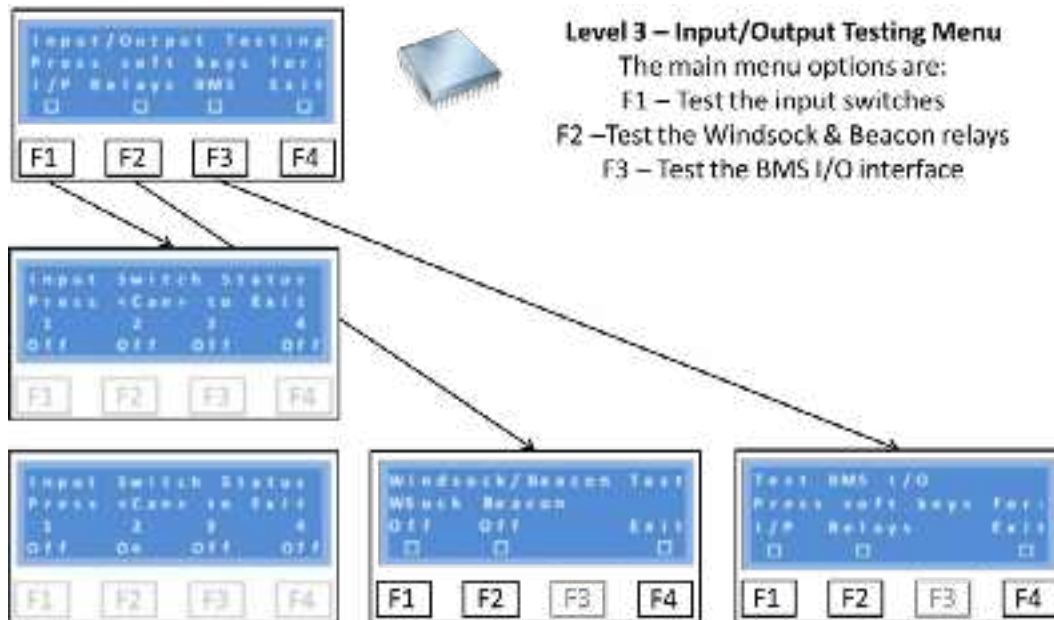 Input/Output Testing
Press soft keys for:
I/P Relays BMS Exit
F1 F2 F3 F4
Level 3 – Input/Output Testing Menu
The main menu options are:
F1 – Test the input switches
F2 –Test the Windsock & Beacon relays
F3 – Test the BMS I/O interface
Input Switch Status
Press <Can> to Exit
1 2 3 4
Off Off Off Off
F1 F2 F3 F4
Input Switch Status
Press <Can> to Exit
1 2 3 4
Off On Off Off
F1 F2 F3 F4
Windsock/Beacon Test
WSock Beacon
Off Off Exit
F1 F2 F3 F4
Test BMS I/O
Press soft keys for:
I/P Relays Exit
F1 F2 F3 F4